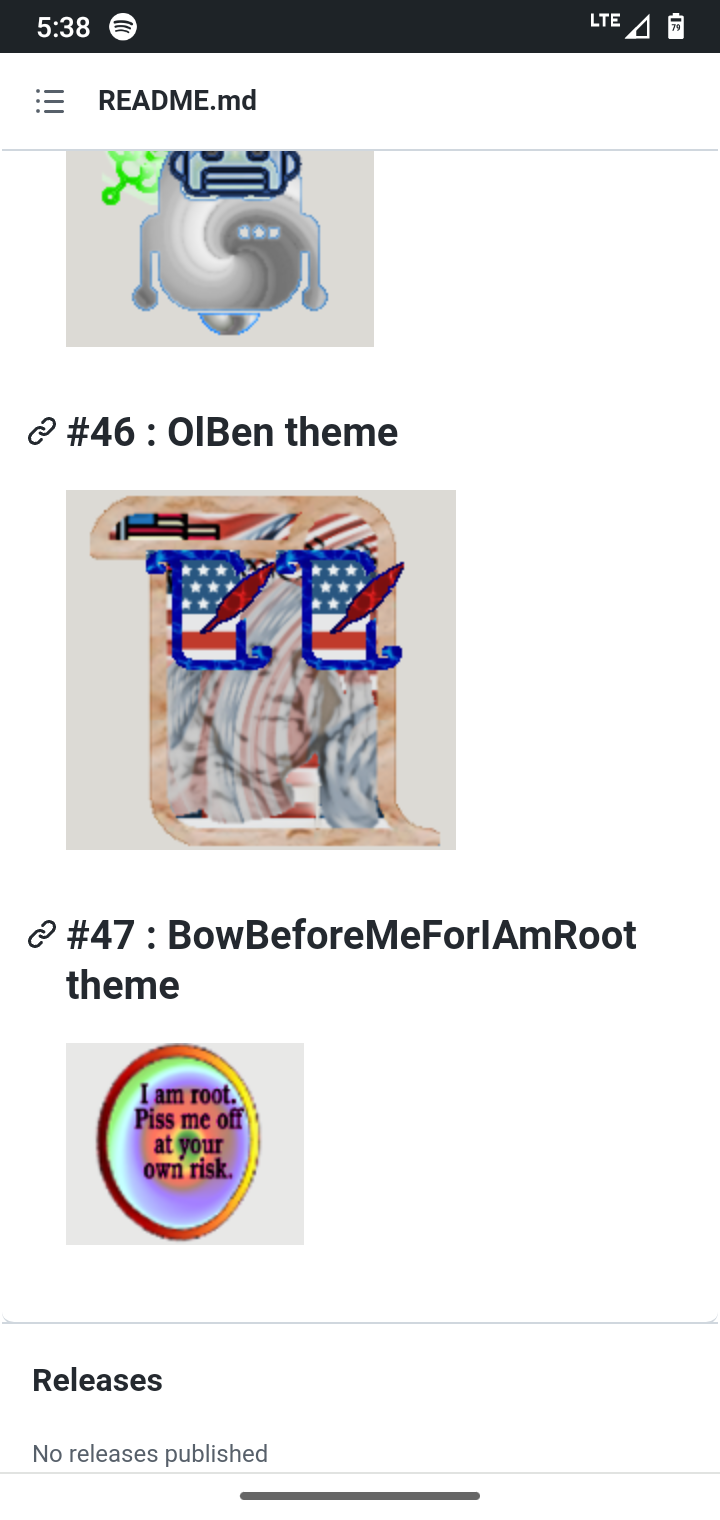 5:38
LTE
79
README.md
#46 : OlBen theme
#47 : BowBeforeMeForIAmRoot
theme
I am root.
Piss me off
at your
own risk.
Releases
No releases published